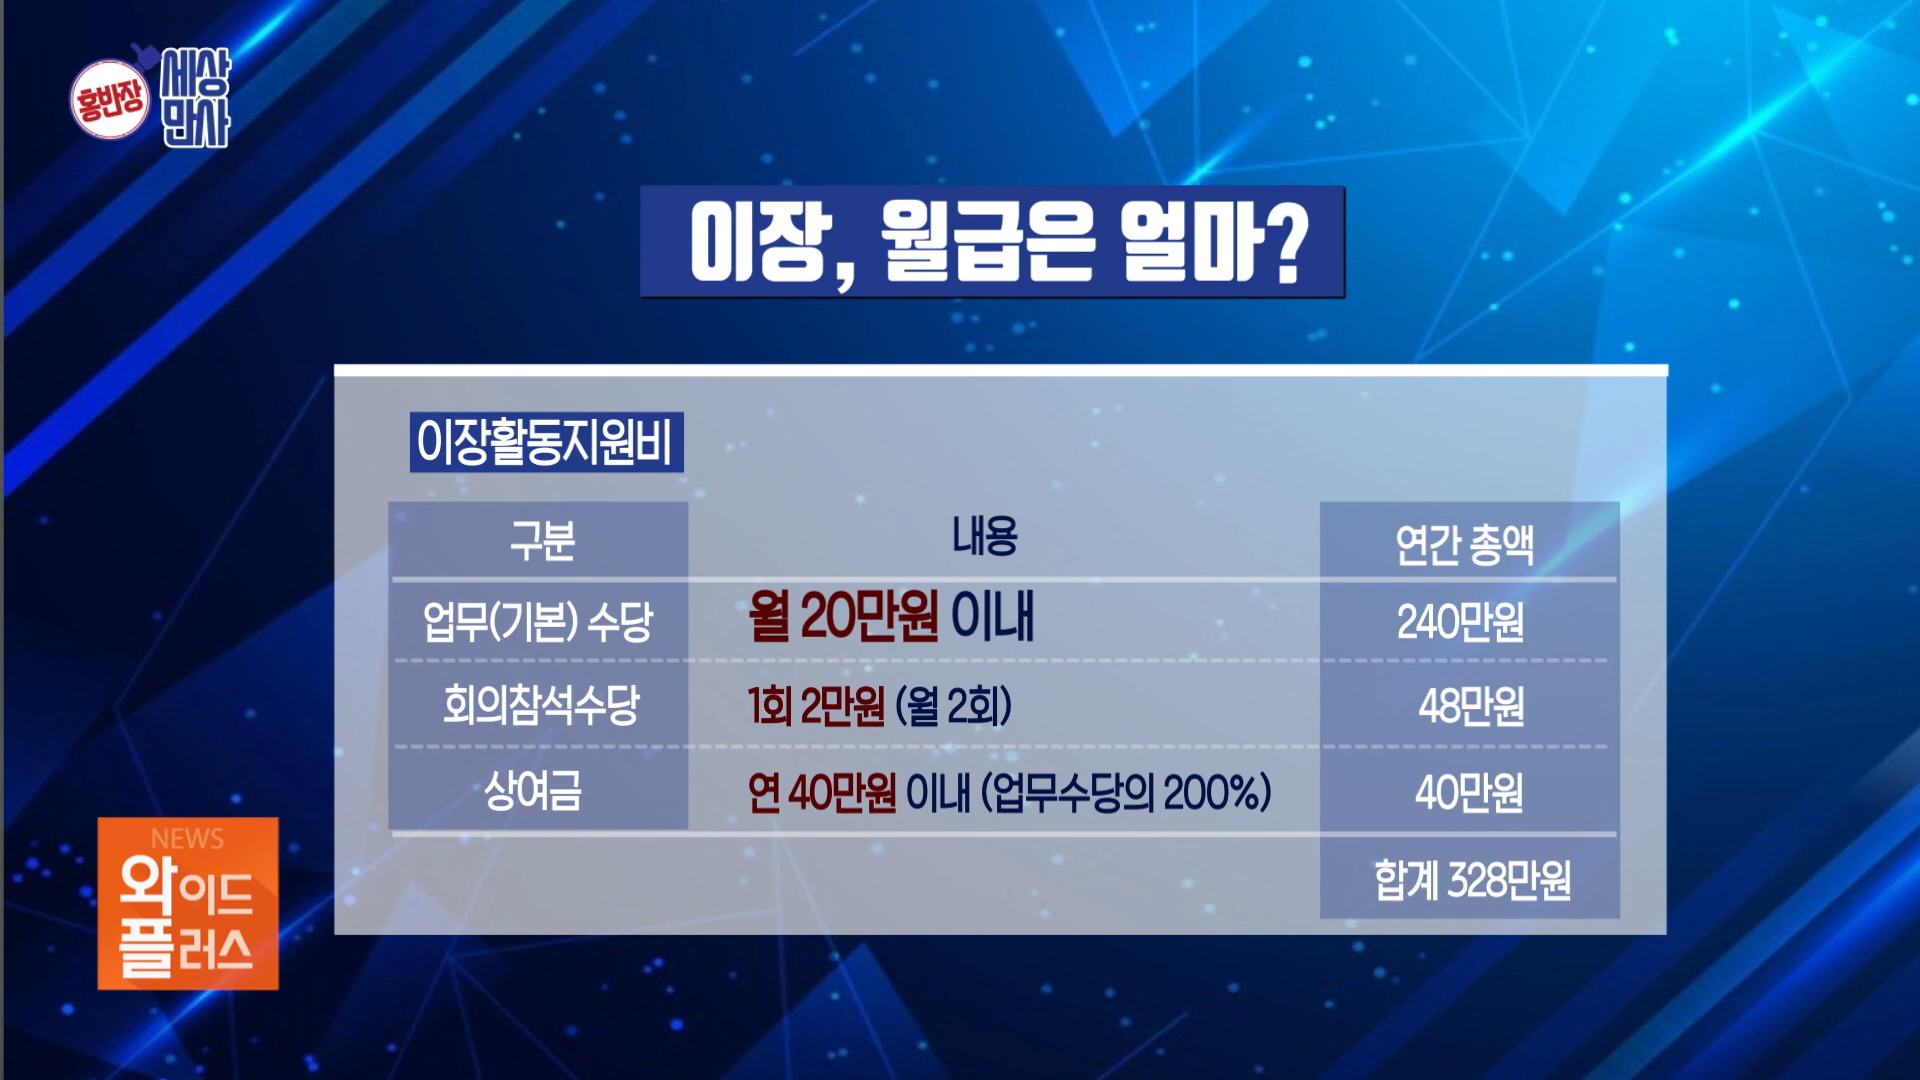 홍반장
세상
만사
이장, 월급은 얼마?
이장활동지원비
구분 내용 연간 총액
업무(기본) 수당 월 20만원 이내 240만원
회의참석수당 1회 2만원 (월 2회) 48만원
상여금 연 40만원 이내 (업무수당의 200%) 40만원
합계 328만원
NEWS
와이드
플러스